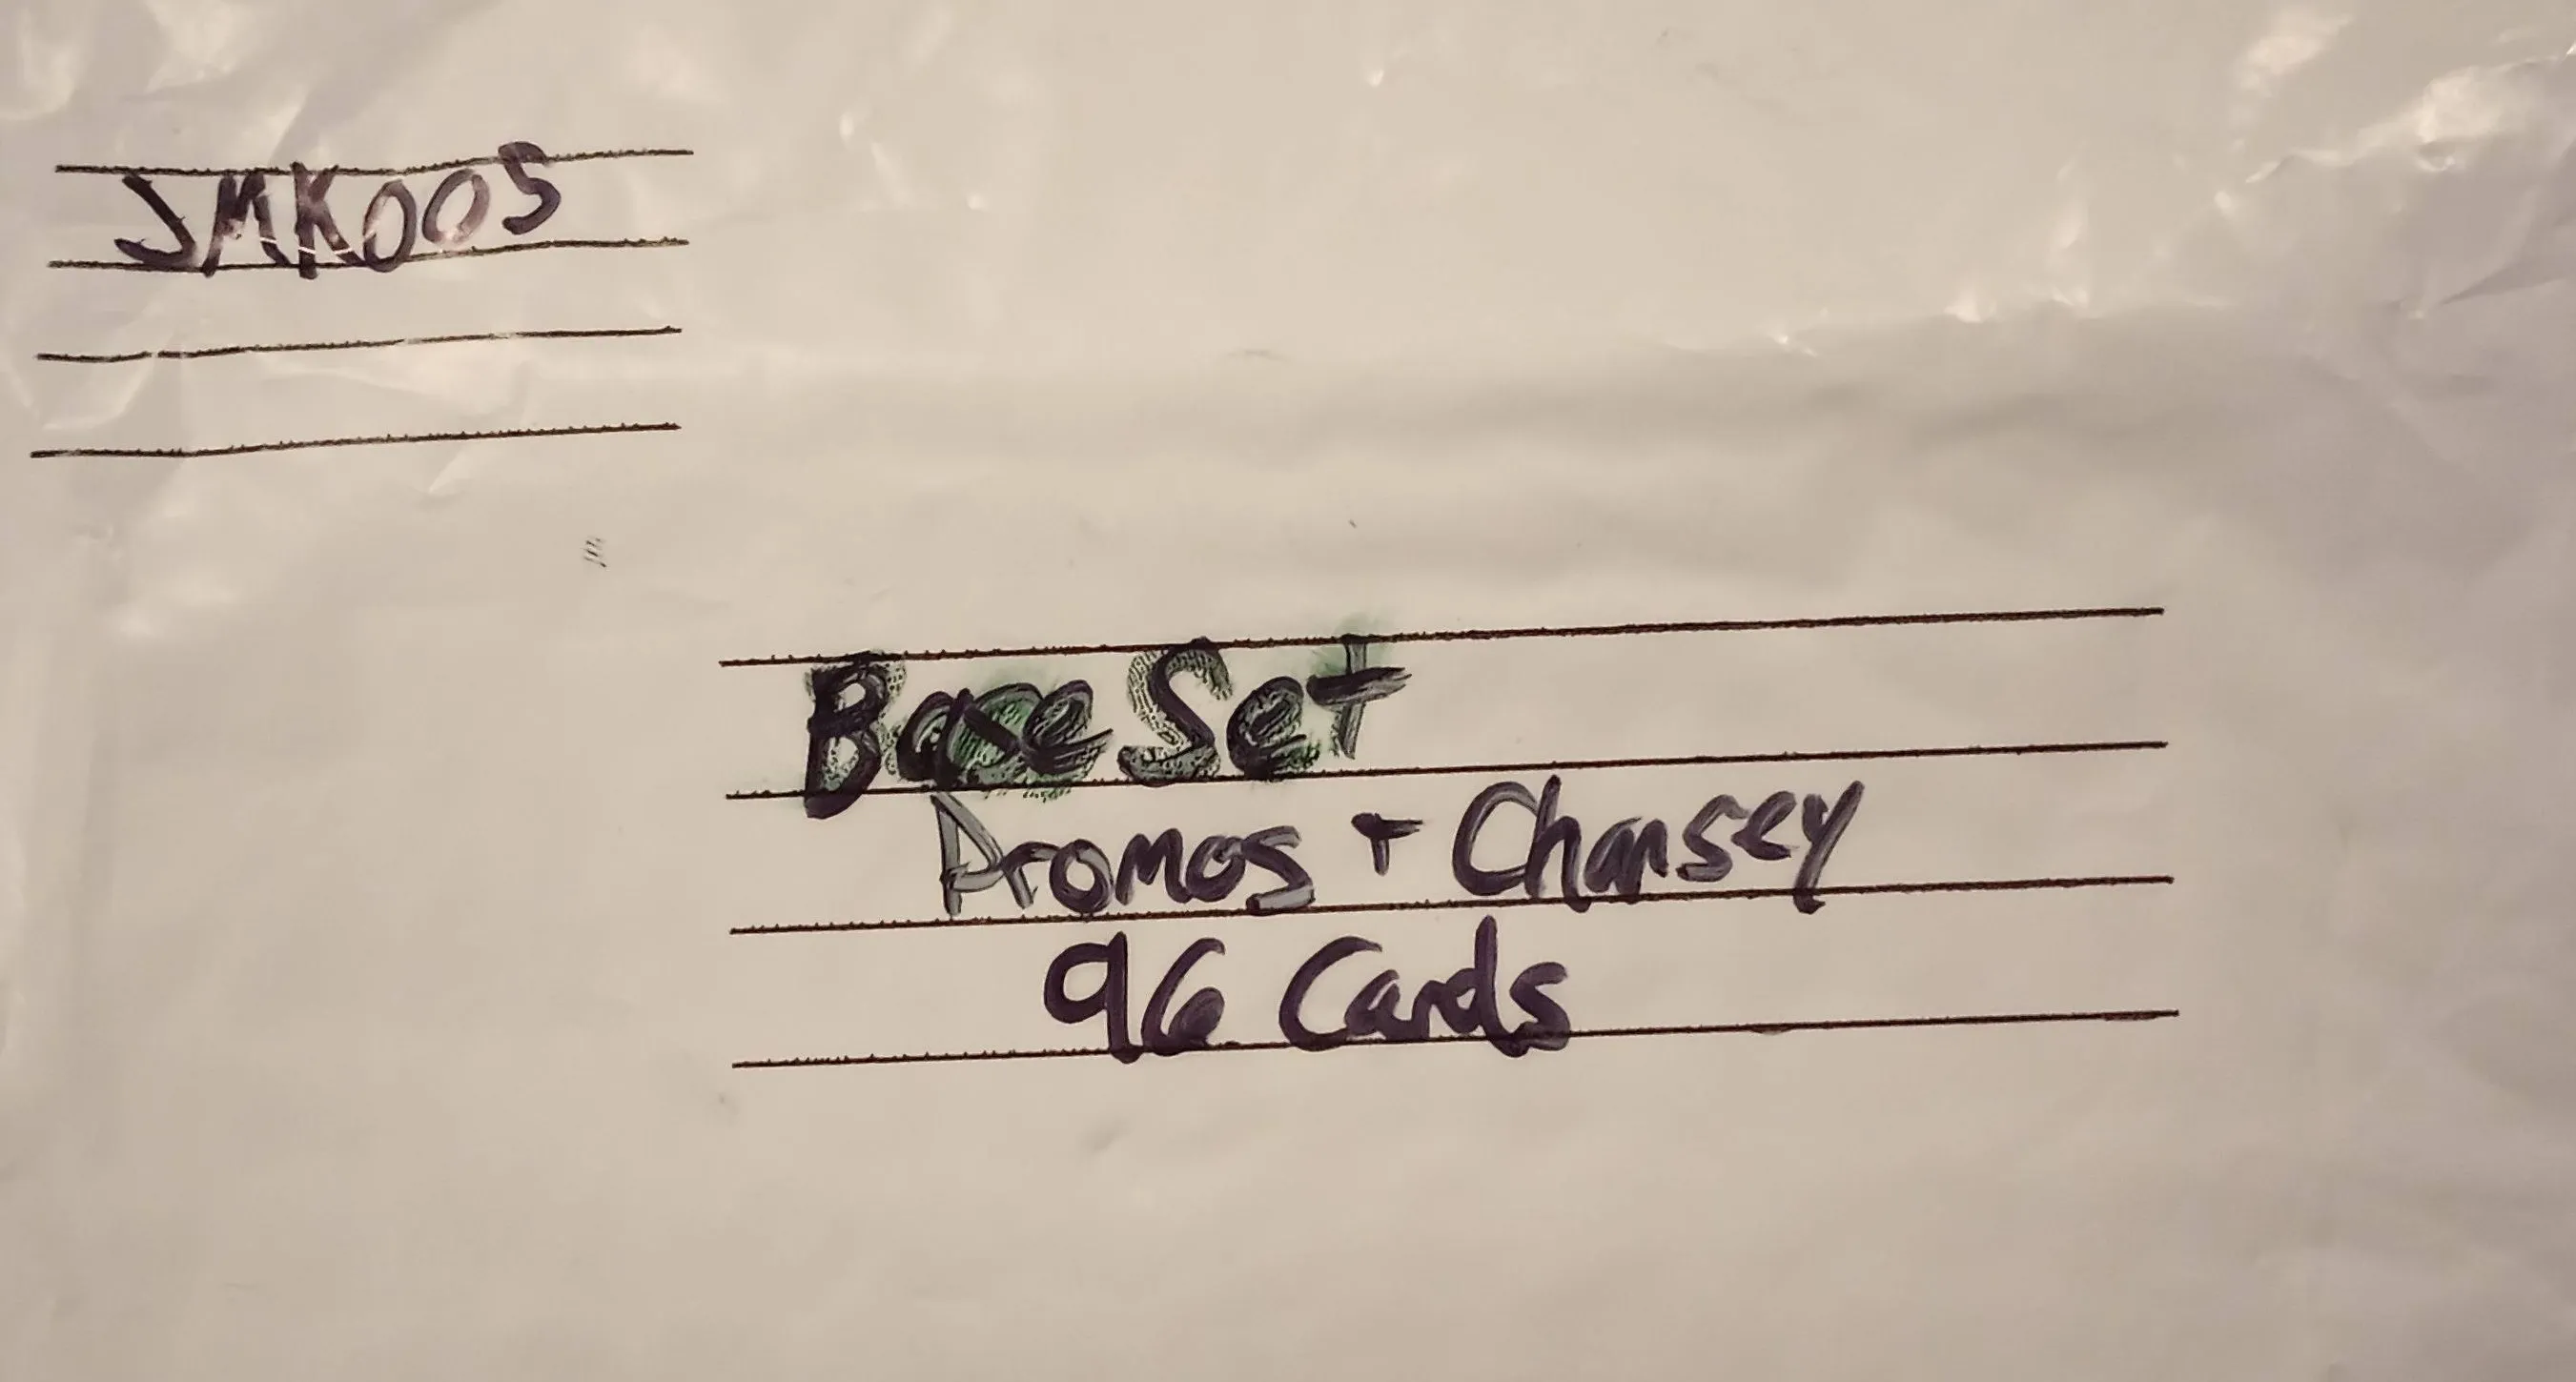 JMK005
Base Set
Promos + Chansey
96 Cards